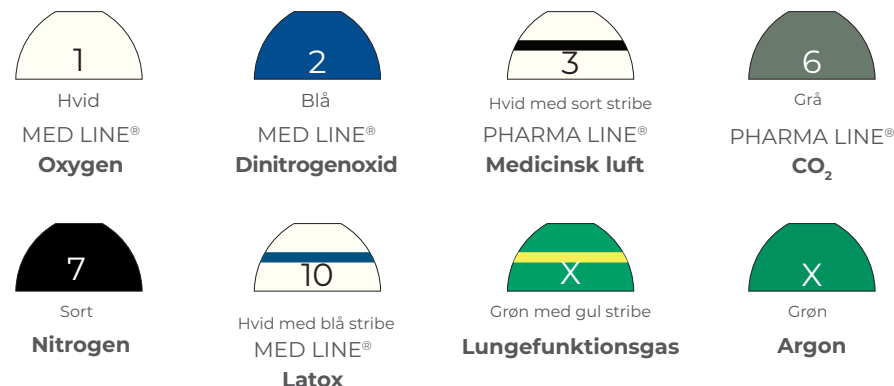 1
Hvid
MED LINE®
Oxygen
2
Blå
MED LINE®
Dinitrogenoxid
3
Hvid med sort stribe
PHARMA LINE®
Medicinsk luft
6
Grå
PHARMA LINE®
CO₂
7
Sort
Nitrogen
10
Hvid med blå stribe
MED LINE®
Latox
X
Grøn med gul stribe
Lungefunktionsgas
X
Grøn
Argon